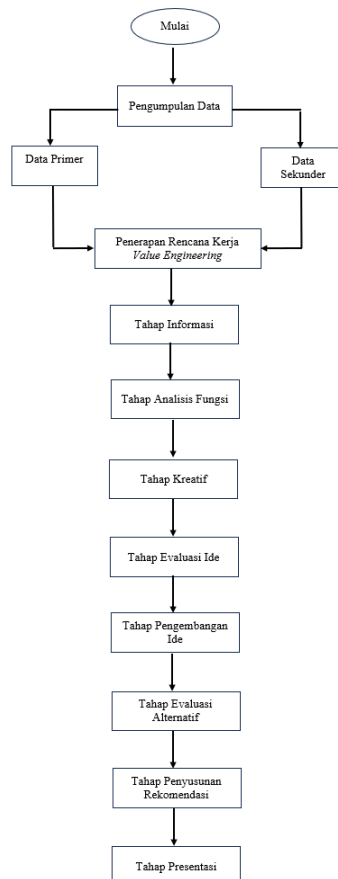 Mulai
Pengumpulan Data
Data Primer
Data
Sekunder
Penerapan Rencana Kerja
Value Engineering
Tahap Informasi
Tahap Analisis Fungsi
Tahap Kreatif
Tahap Evaluasi Ide
Tahap Pengembangan
Ide
Tahap Evaluasi
Alternatif
Tahap Penyusunan
Rekomendasi
Tahap Presentasi